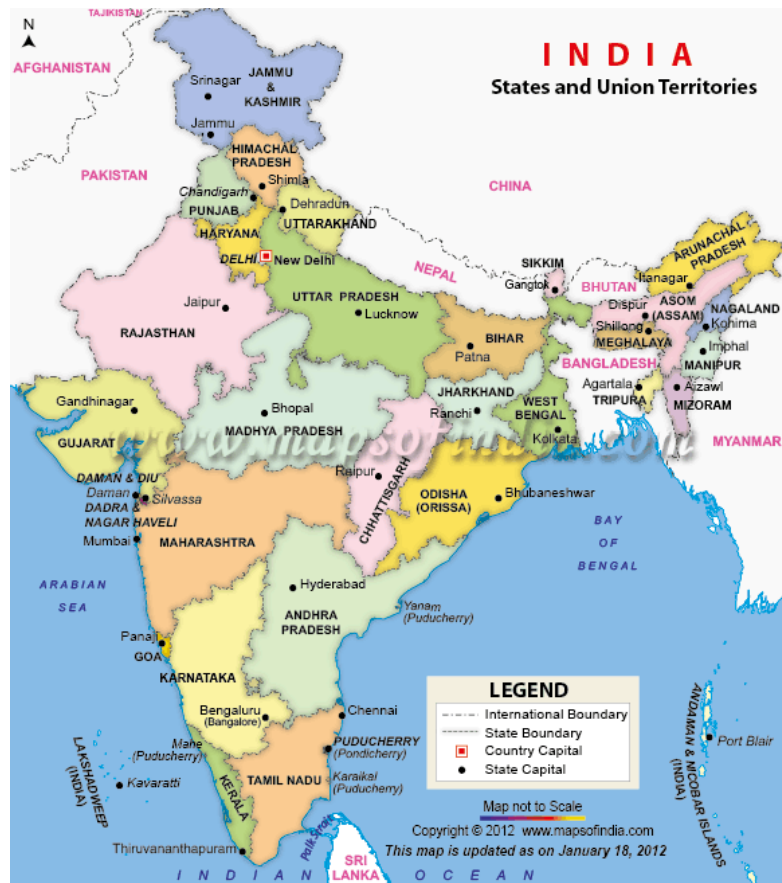 TAJIKISTAN
N
AFGHANISTAN
INDIA
States and Union Territories
JAMMU
&
KASHMIR
Srinagar
Jammu
HIMACHAL
PRADESH
Shimla
PAKISTAN
Chandigarh
PUNJAB
Dehradun
UTTARAKHAND
CHINA
HARYANA
DELHI
New Delhi
NEPAL
SIKKIM
Gangtok
BHUTAN
ARUNACHAL
PRADESH
Itanagar
Jaipur
RAJASTHAN
UTTAR PRADESH
Lucknow
BIHAR
Patna
Dispur
ASOM
(ASSAM)
NAGALAND
Kohima
Shillong
MEGHALAYA
Imphal
MANIPUR
BANGLADESH
Agartala
TRIPURA
Aizawl
MIZORAM
MYANMAR
Gandhinagar
GUJARAT
Bhopal
MADHYA PRADESH
JHARKHAND
Ranchi
WEST
BENGAL
Kolkata
www.mapsofindia.com
DAMAN & DIU
Daman
Silvassa
DADRA &
NAGAR HAVELI
Mumbai
MAHARASHTRA
Raipur
CHHATTISGARH
ODISHA
(ORISSA)
Bhubaneshwar
BAY
OF
BENGAL
ARABIAN
SEA
Hyderabad
ANDHRA
PRADESH
Yanam
(Puducherry)
Panaji
GOA
KARNATAKA
Bengaluru
(Bangalore)
Chennai
Mahe
(Puducherry)
PUDUCHERRY
(Pondicherry)
LAKSHADWEEP
(INDIA)
Kavaratti
KERALA
TAMIL NADU
Karaikal
(Puducherry)
Thiruvananthapuram
Palk Strait
SRI
LANKA
INDIAN OCEAN
ANDAMAN & NICOBAR ISLANDS
(INDIA)
Port Blair
LEGEND
International Boundary
State Boundary
Country Capital
State Capital
Map not to Scale
Copyright © 2012 www.mapsofindia.com
This map is updated as on January 18, 2012